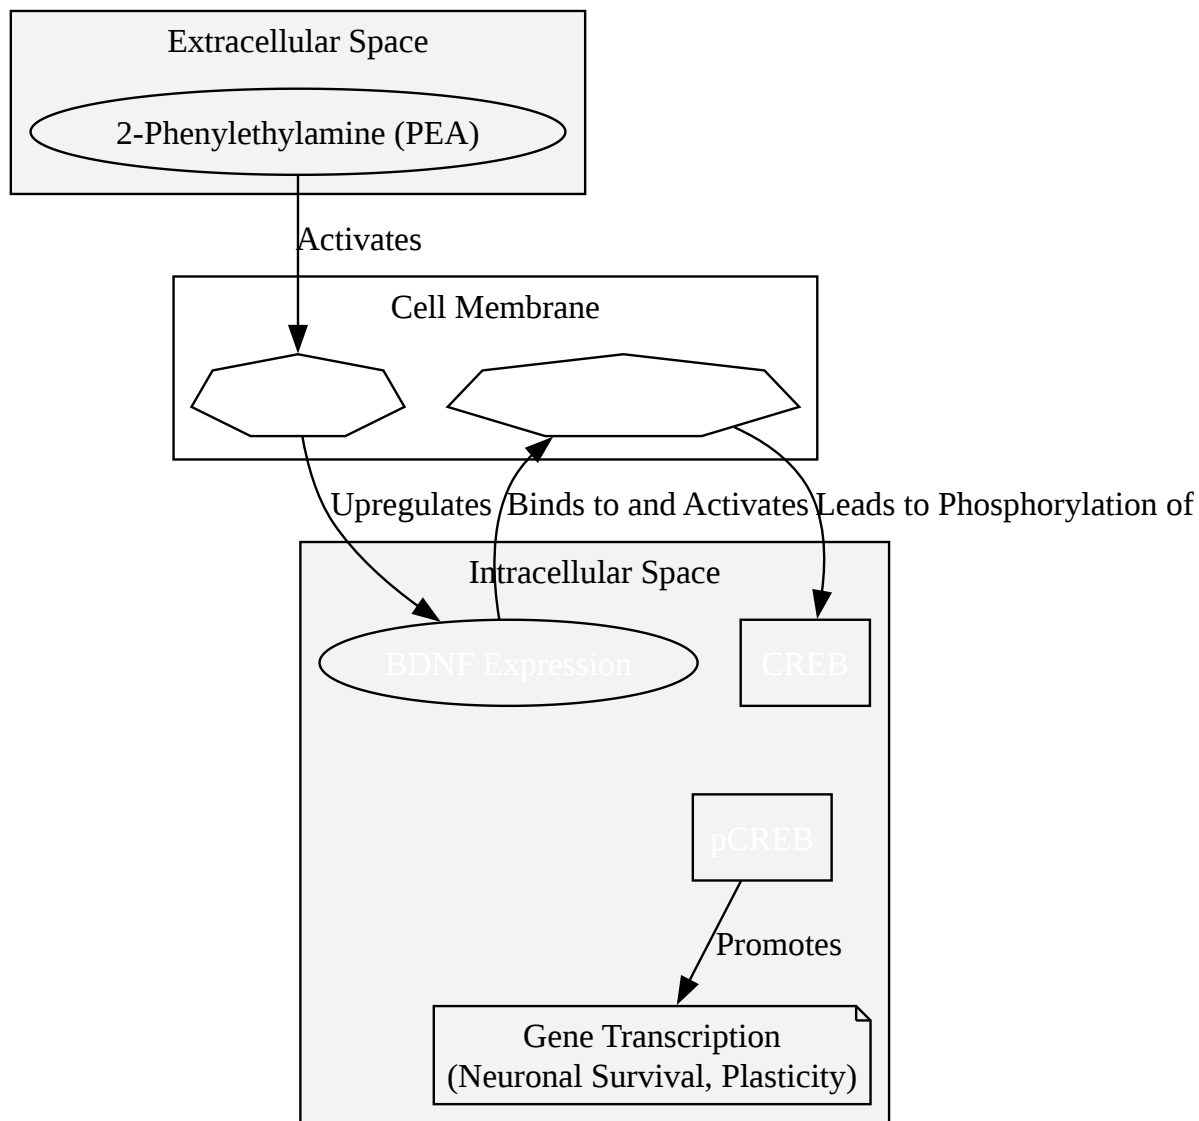 Extracellular Space
2-Phenylethylamine (PEA)
Activates
Cell Membrane
Upregulates
Binds to and Activates
Leads to Phosphorylation of
Intracellular Space
BDNF Expression
CREB
pCREB
Promotes
Gene Transcription
(Neuronal Survival, Plasticity)